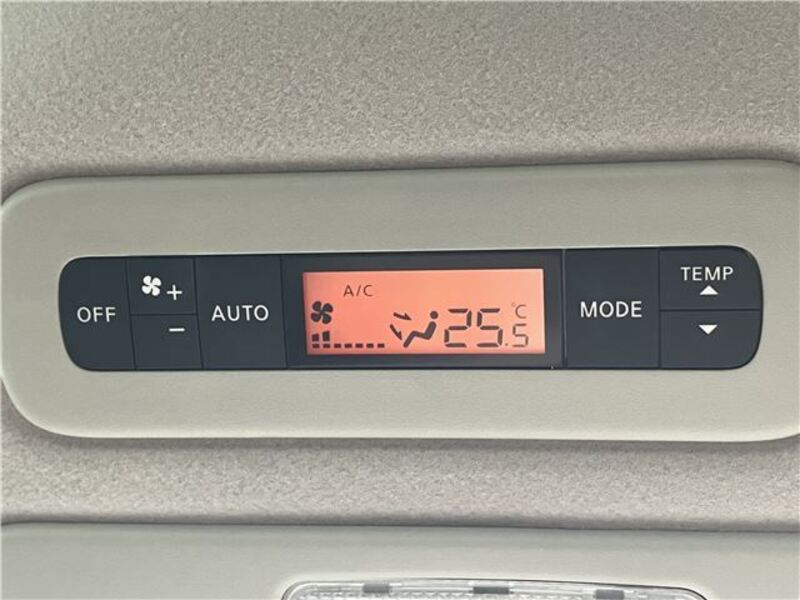 OFF
+
-
AUTO
A/C
25.5 °C
MODE
TEMP